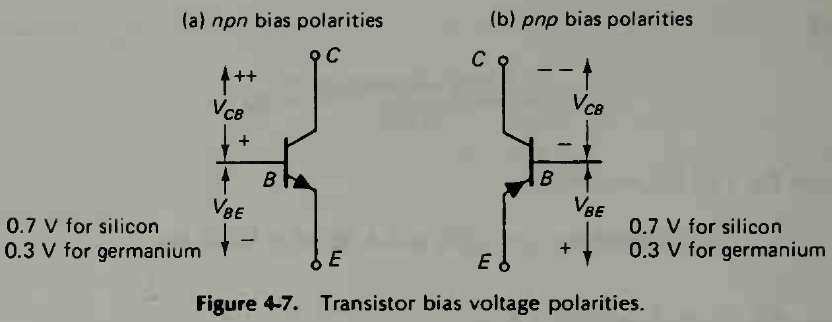 (a) npn bias polarities
(b) pnp bias polarities
C
++
V_CB
+
B
V_BE
0.7 V for silicon
0.3 V for germanium
−
E
C
− −
V_CB
−
B
V_BE
0.7 V for silicon
0.3 V for germanium
+
E
Figure 4-7. Transistor bias voltage polarities.